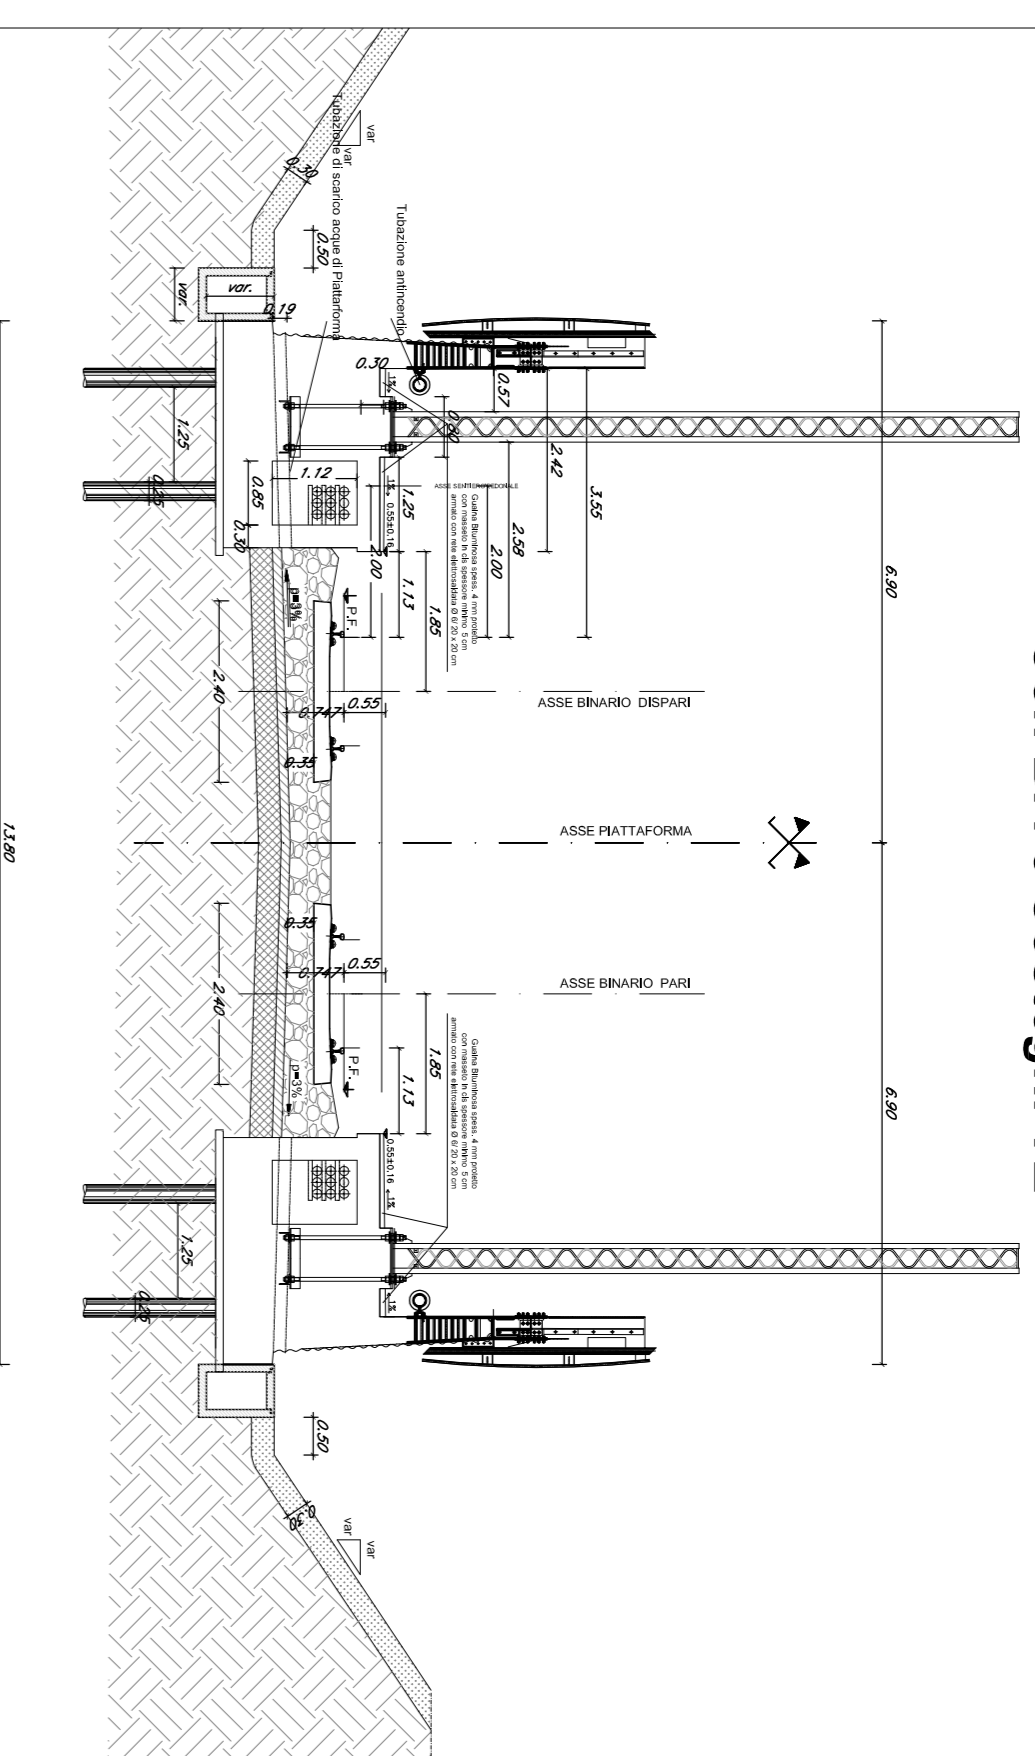 var
var
0.30
Tubazione di scarico acque di Piattaforma
0.50
Tubazione antincendio
var.
var.
0.19
0.30
1%
0.57
0.80
1.25
0.25
1.12
0.85
0.30
2.42
3.55
2.58
2.00
ASSE SENTIERO PEDONALE
Guaina Bituminosa spess. 4 mm protetto
con massetto in cls spessore minimo 5 cm
armato con rete elettrosaldata Ø 6/ 20 x 20 cm
1%
0.55±0.16
1.25
2.00
1.13
1.85
6.90
p=3%
P.F.
2.40
0.747
0.55
0.35
ASSE BINARIO DISPARI
ASSE PIATTAFORMA
13.80
0.35
0.747
0.55
2.40
ASSE BINARIO PARI
P.F.
p=3%
1.85
1.13
Guaina Bituminosa spess. 4 mm protetto
con massetto in cls spessore minimo 5 cm
armato con rete elettrosaldata Ø 6/ 20 x 20 cm
6.90
0.55±0.16
1%
1%
1.25
0.25
0.50
0.30
var
var